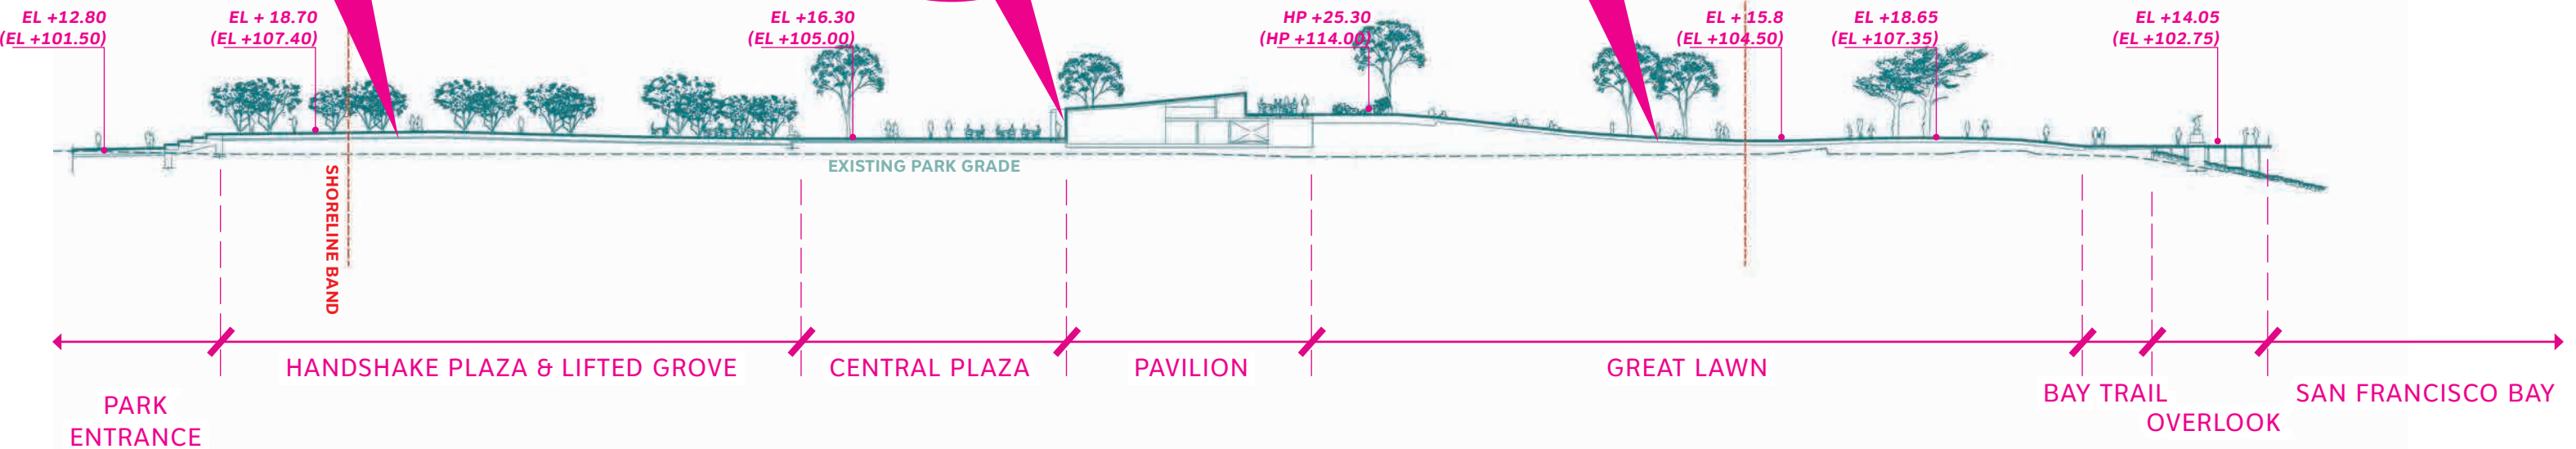 EL +12.80
(EL +101.50)
EL + 18.70
(EL +107.40)
EL +16.30
(EL +105.00)
HP +25.30
(HP +114.00)
EL + 15.8
(EL +104.50)
EL +18.65
(EL +107.35)
EL +14.05
(EL +102.75)
EXISTING PARK GRADE
SHORELINE BAND
HANDSHAKE PLAZA & LIFTED GROVE
CENTRAL PLAZA
PAVILION
GREAT LAWN
PARK
ENTRANCE
BAY TRAIL
OVERLOOK
SAN FRANCISCO BAY